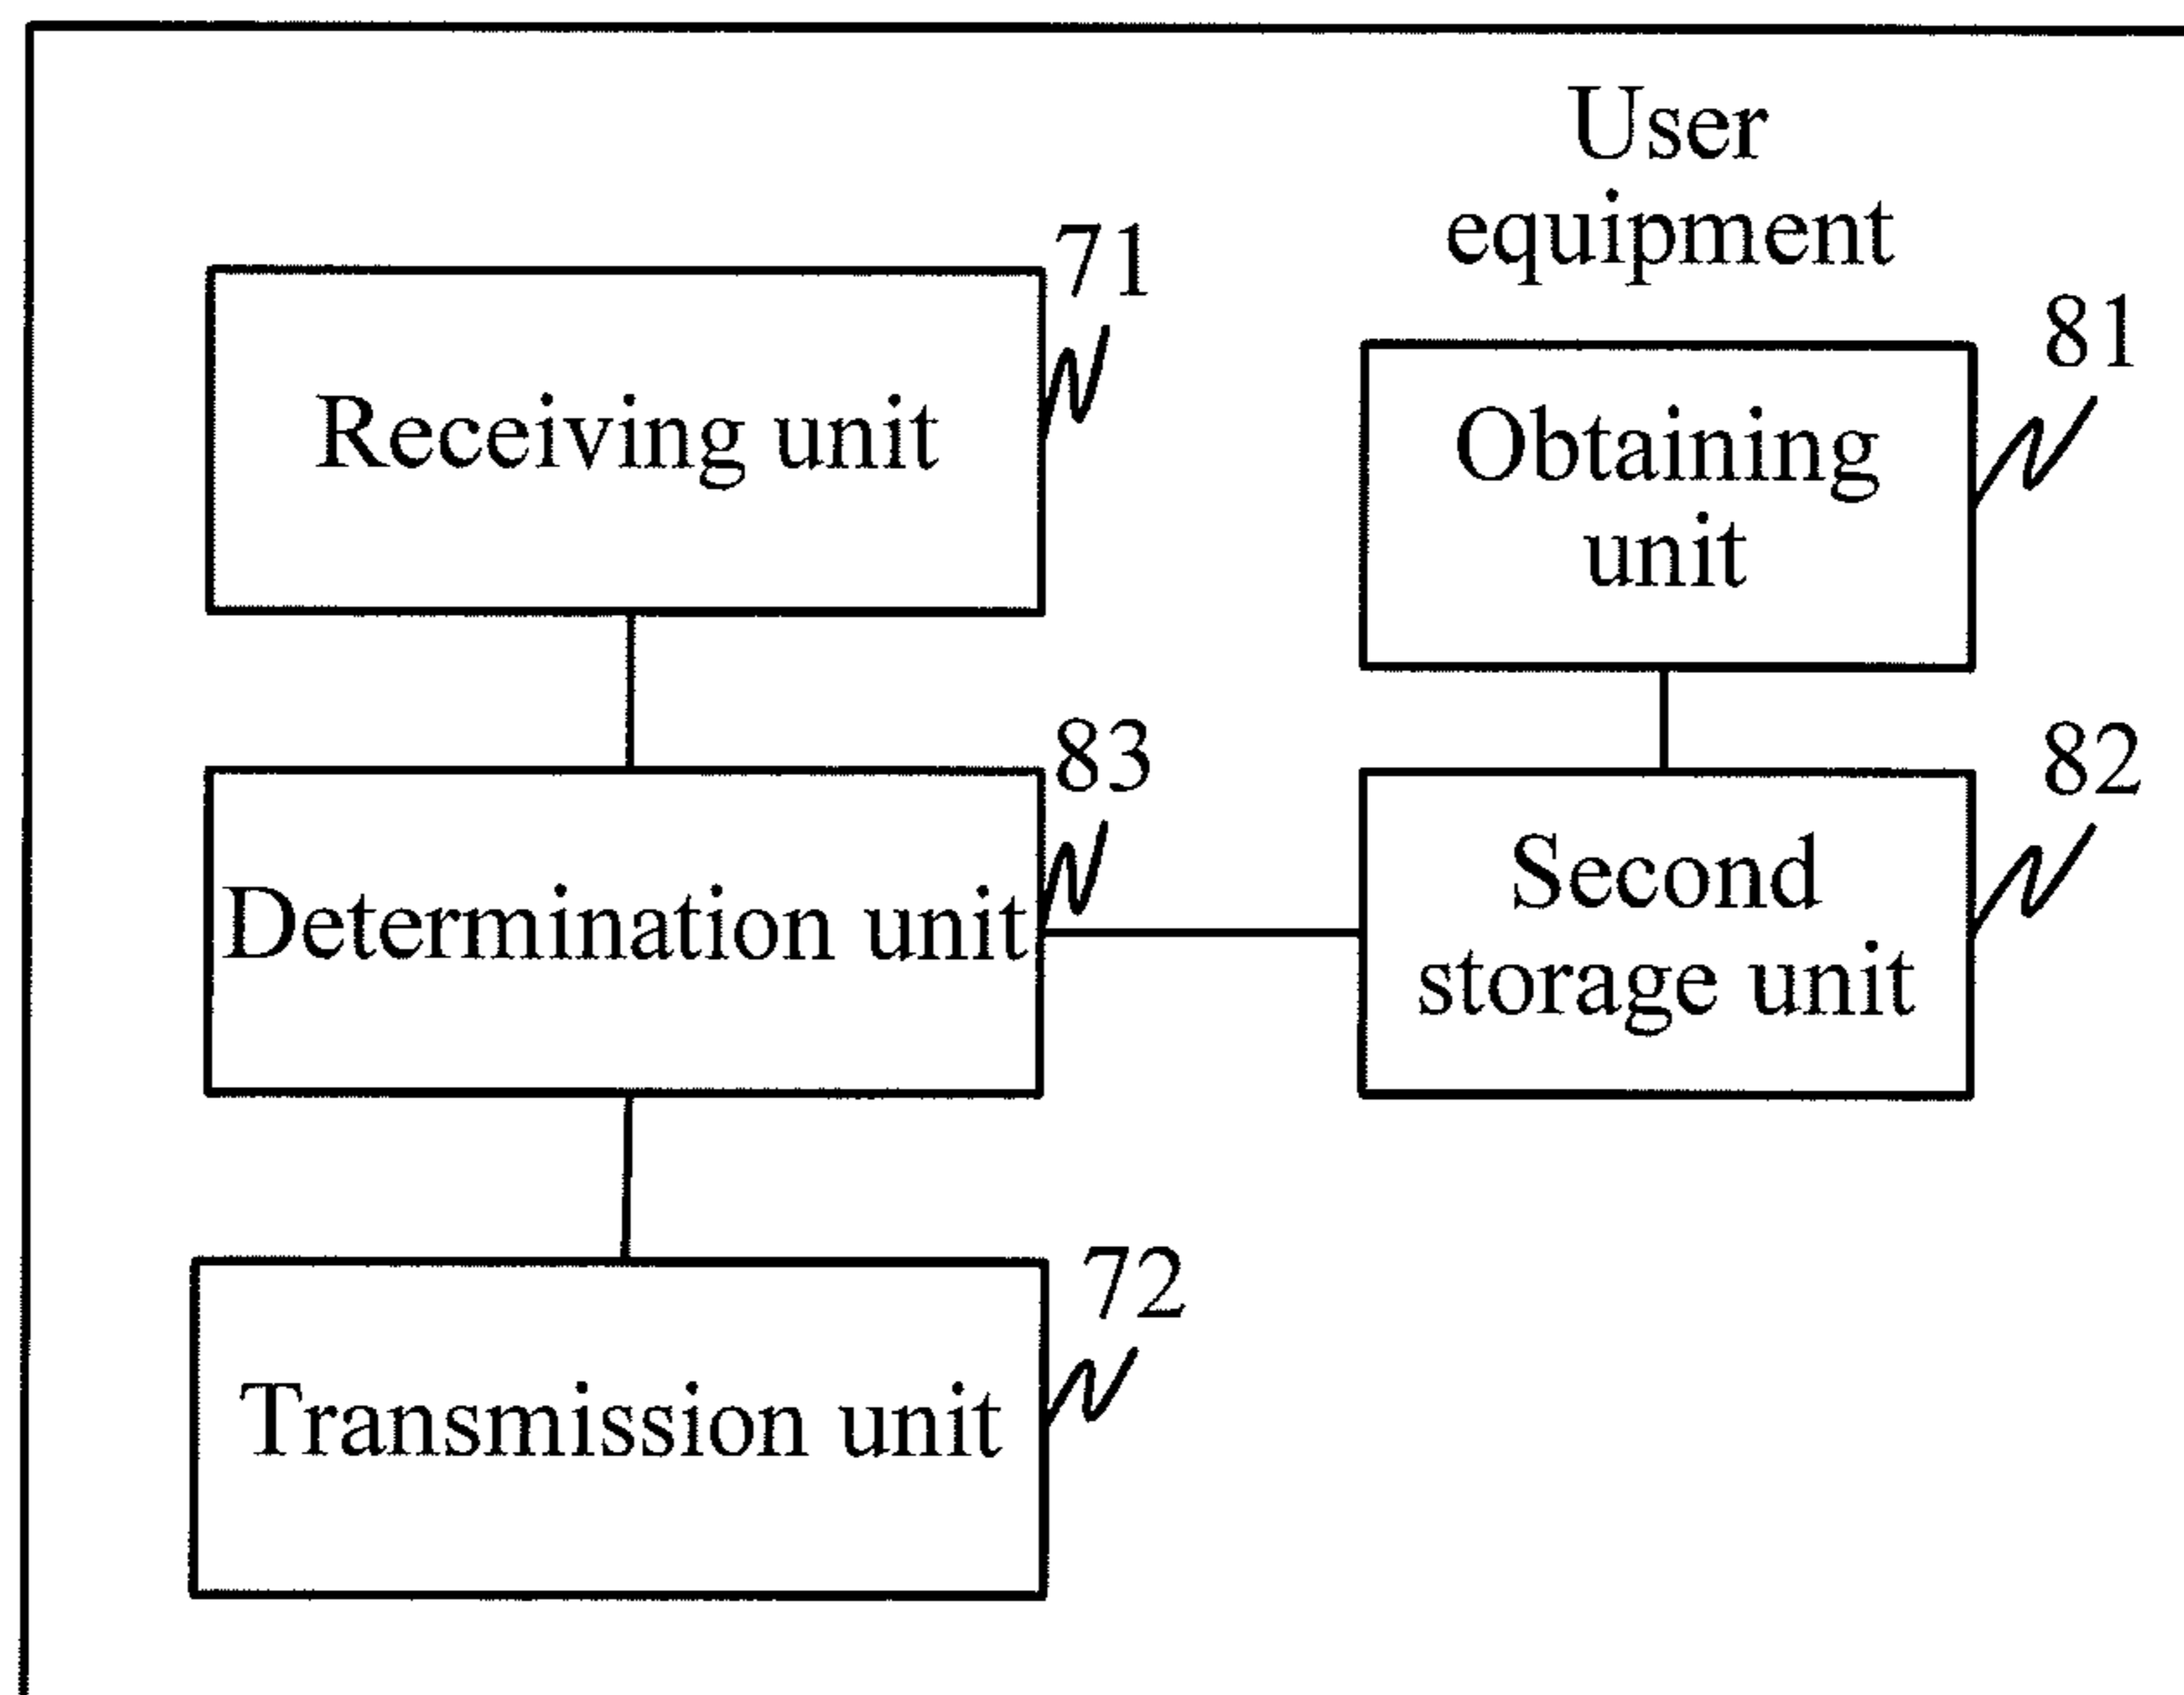 User
equipment
71
Receiving unit
81
Obtaining
unit
83
Determination unit
82
Second
storage unit
72
Transmission unit